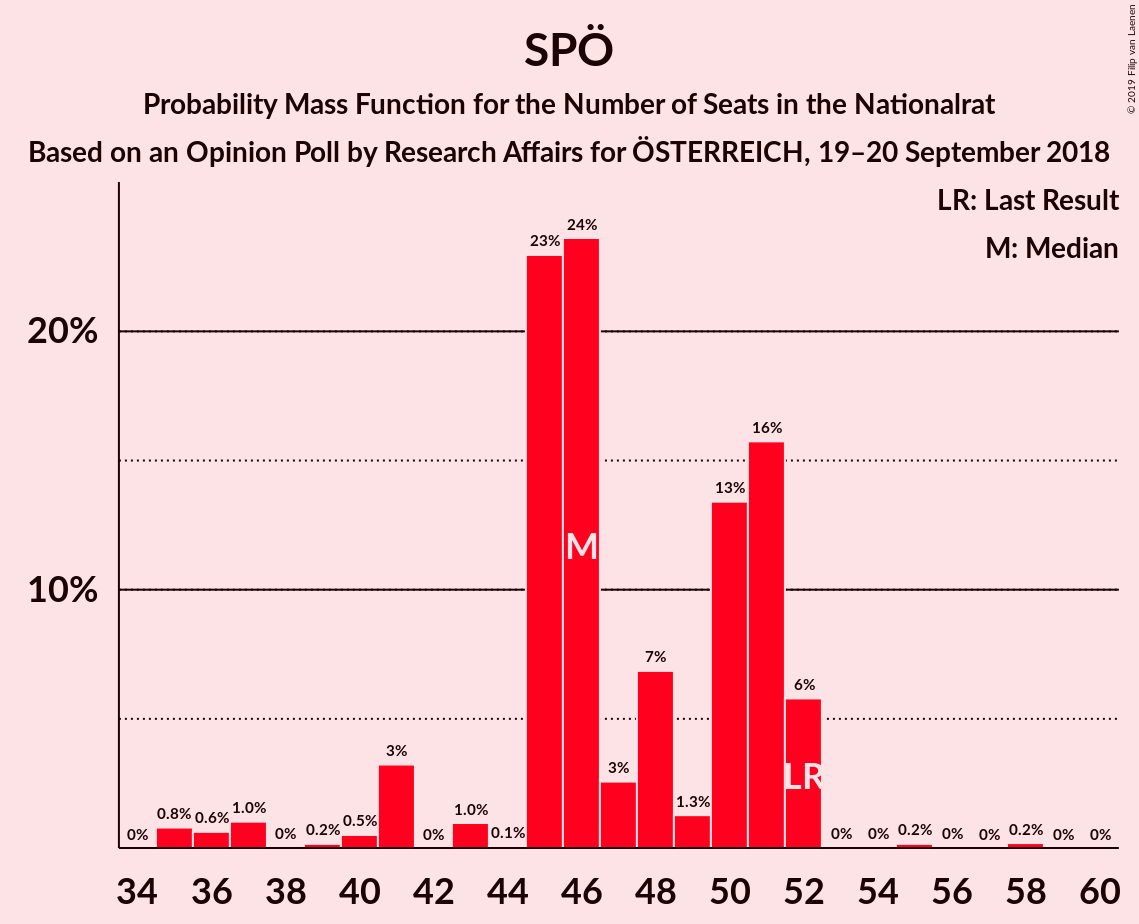 SPÖ
Probability Mass Function for the Number of Seats in the Nationalrat
Based on an Opinion Poll by Research Affairs for ÖSTERREICH, 19–20 September 2018
© 2019 Filip van Laenen
LR: Last Result
M: Median
20%
10%
0% 0.8% 0.6% 1.0% 0% 0.2% 0.5% 3% 0% 1.0% 0.1% 23% 24% 3% 7% 1.3% 13% 16% 6% 0% 0% 0.2% 0% 0% 0.2% 0% 0%
M
LR
34 36 38 40 42 44 46 48 50 52 54 56 58 60